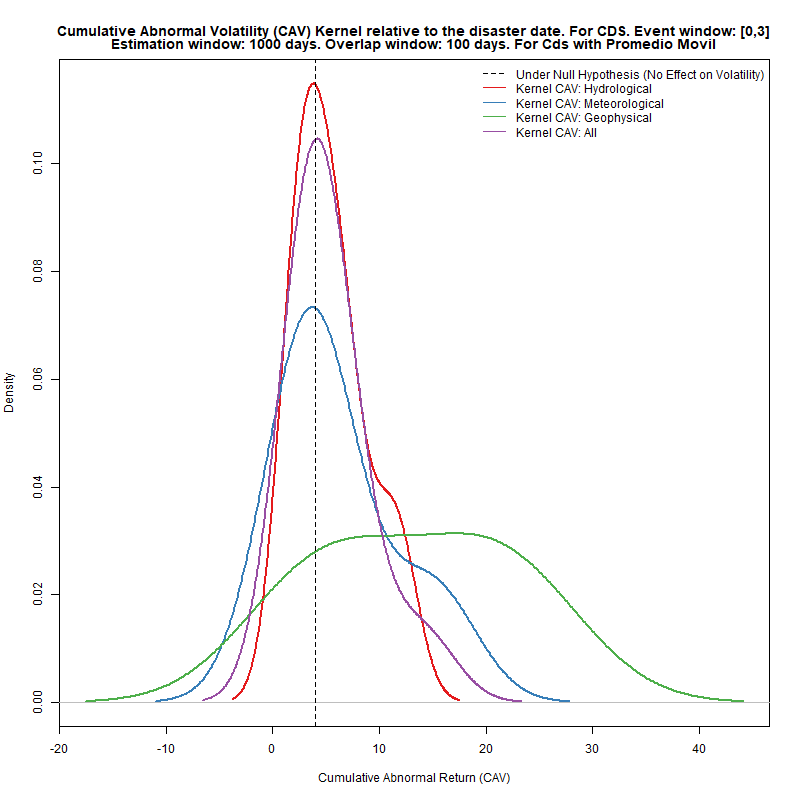 Cumulative Abnormal Volatility (CAV) Kernel relative to the disaster date. For CDS. Event window: [0,3]
Estimation window: 1000 days. Overlap window: 100 days. For Cds with Promedio Movil
Under Null Hypothesis (No Effect on Volatility)
Kernel CAV: Hydrological
Kernel CAV: Meteorological
Kernel CAV: Geophysical
Kernel CAV: All
Density
0.10
0.08
0.06
0.04
0.02
0.00
-20 -10 0 10 20 30 40
Cumulative Abnormal Return (CAV)